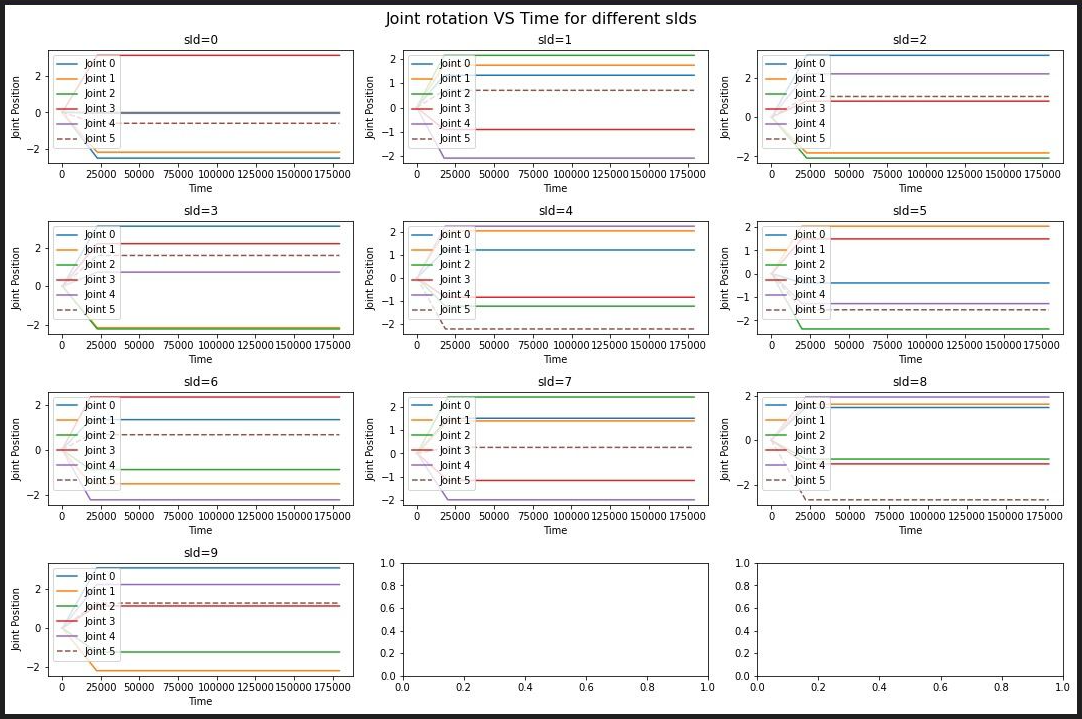 Joint rotation VS Time for different sIds
sId=0
Joint Position
2
0
−2
Joint 0
Joint 1
Joint 2
Joint 3
Joint 4
Joint 5
0 25000 50000 75000 100000 125000 150000 175000
Time
sId=1
Joint Position
2
1
0
−1
−2
Joint 0
Joint 1
Joint 2
Joint 3
Joint 4
Joint 5
0 25000 50000 75000 100000 125000 150000 175000
Time
sId=2
Joint Position
2
0
−2
Joint 0
Joint 1
Joint 2
Joint 3
Joint 4
Joint 5
0 25000 50000 75000 100000 125000 150000 175000
Time
sId=3
Joint Position
2
0
−2
Joint 0
Joint 1
Joint 2
Joint 3
Joint 4
Joint 5
0 25000 50000 75000 100000 125000 150000 175000
Time
sId=4
Joint Position
2
1
0
−1
−2
Joint 0
Joint 1
Joint 2
Joint 3
Joint 4
Joint 5
0 25000 50000 75000 100000 125000 150000 175000
Time
sId=5
Joint Position
2
1
0
−1
−2
Joint 0
Joint 1
Joint 2
Joint 3
Joint 4
Joint 5
0 25000 50000 75000 100000 125000 150000 175000
Time
sId=6
Joint Position
2
0
−2
Joint 0
Joint 1
Joint 2
Joint 3
Joint 4
Joint 5
0 25000 50000 75000 100000 125000 150000 175000
Time
sId=7
Joint Position
2
1
0
−1
−2
Joint 0
Joint 1
Joint 2
Joint 3
Joint 4
Joint 5
0 25000 50000 75000 100000 125000 150000 175000
Time
sId=8
Joint Position
2
0
−2
Joint 0
Joint 1
Joint 2
Joint 3
Joint 4
Joint 5
0 25000 50000 75000 100000 125000 150000 175000
Time
sId=9
Joint Position
2
0
−2
Joint 0
Joint 1
Joint 2
Joint 3
Joint 4
Joint 5
0 25000 50000 75000 100000 125000 150000 175000
Time
1.0
0.8
0.6
0.4
0.2
0.0
0.0 0.2 0.4 0.6 0.8 1.0
1.0
0.8
0.6
0.4
0.2
0.0
0.0 0.2 0.4 0.6 0.8 1.0